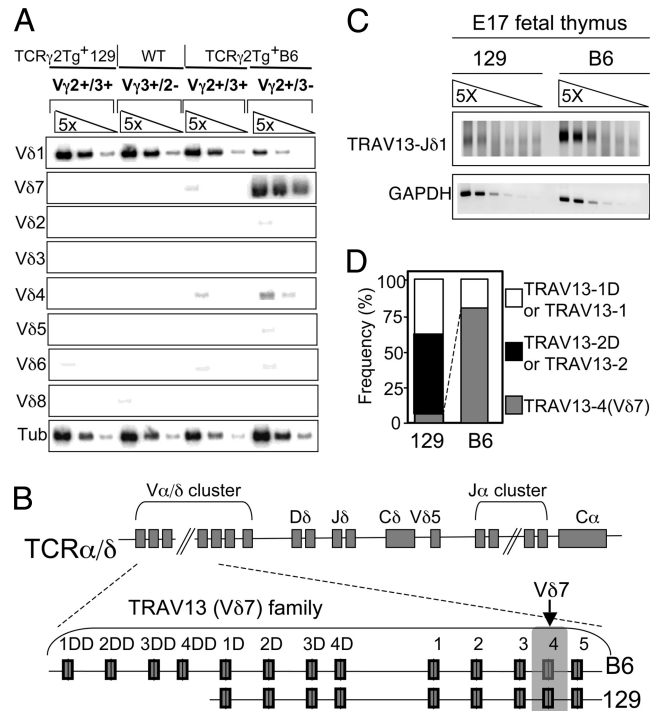 A
TCRγ2Tg+129 WT TCRγ2Tg+B6
Vγ2+/3+ Vγ3+/2- Vγ2+/3+ Vγ2+/3-
5x 5x 5x 5x
Vδ1
Vδ7
Vδ2
Vδ3
Vδ4
Vδ5
Vδ6
Vδ8
Tub
C
E17 fetal thymus
129 B6
5X 5X
TRAV13-Jδ1
GAPDH
D
Frequency (%)
100
75
50
25
0
129 B6
TRAV13-1D
or TRAV13-1
TRAV13-2D
or TRAV13-2
TRAV13-4(Vδ7)
B
Vα/δ cluster Dδ Jδ Cδ Vδ5 Jα cluster Cα
TCRα/δ
TRAV13 (Vδ7) family Vδ7
1DD 2DD 3DD 4DD 1D 2D 3D 4D 1 2 3 4 5
B6
129